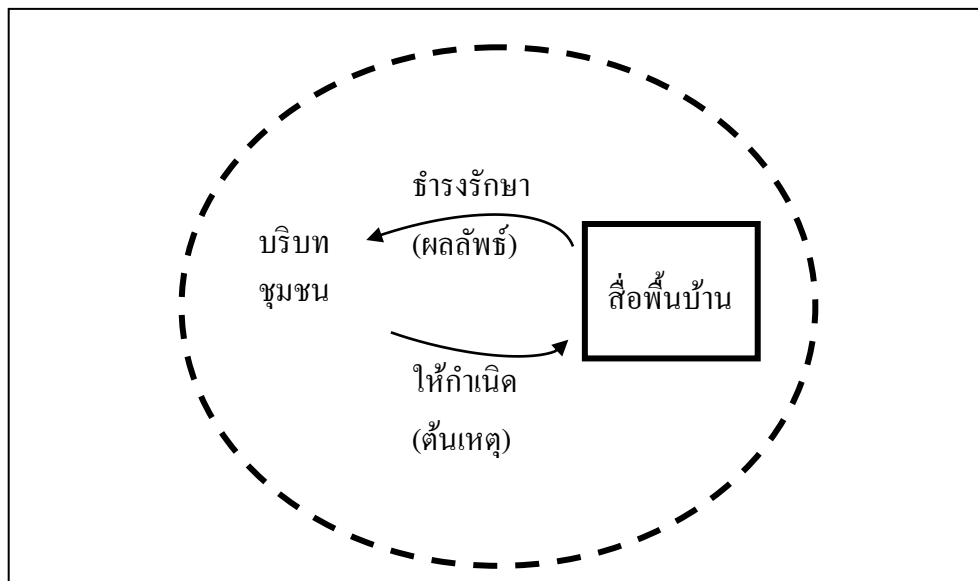 ธำรงรักษา
(ผลลัพธ์)
บริบท
ชุมชน
สื่อพื้นบ้าน
ให้กำเนิด
(ต้นเหตุ)